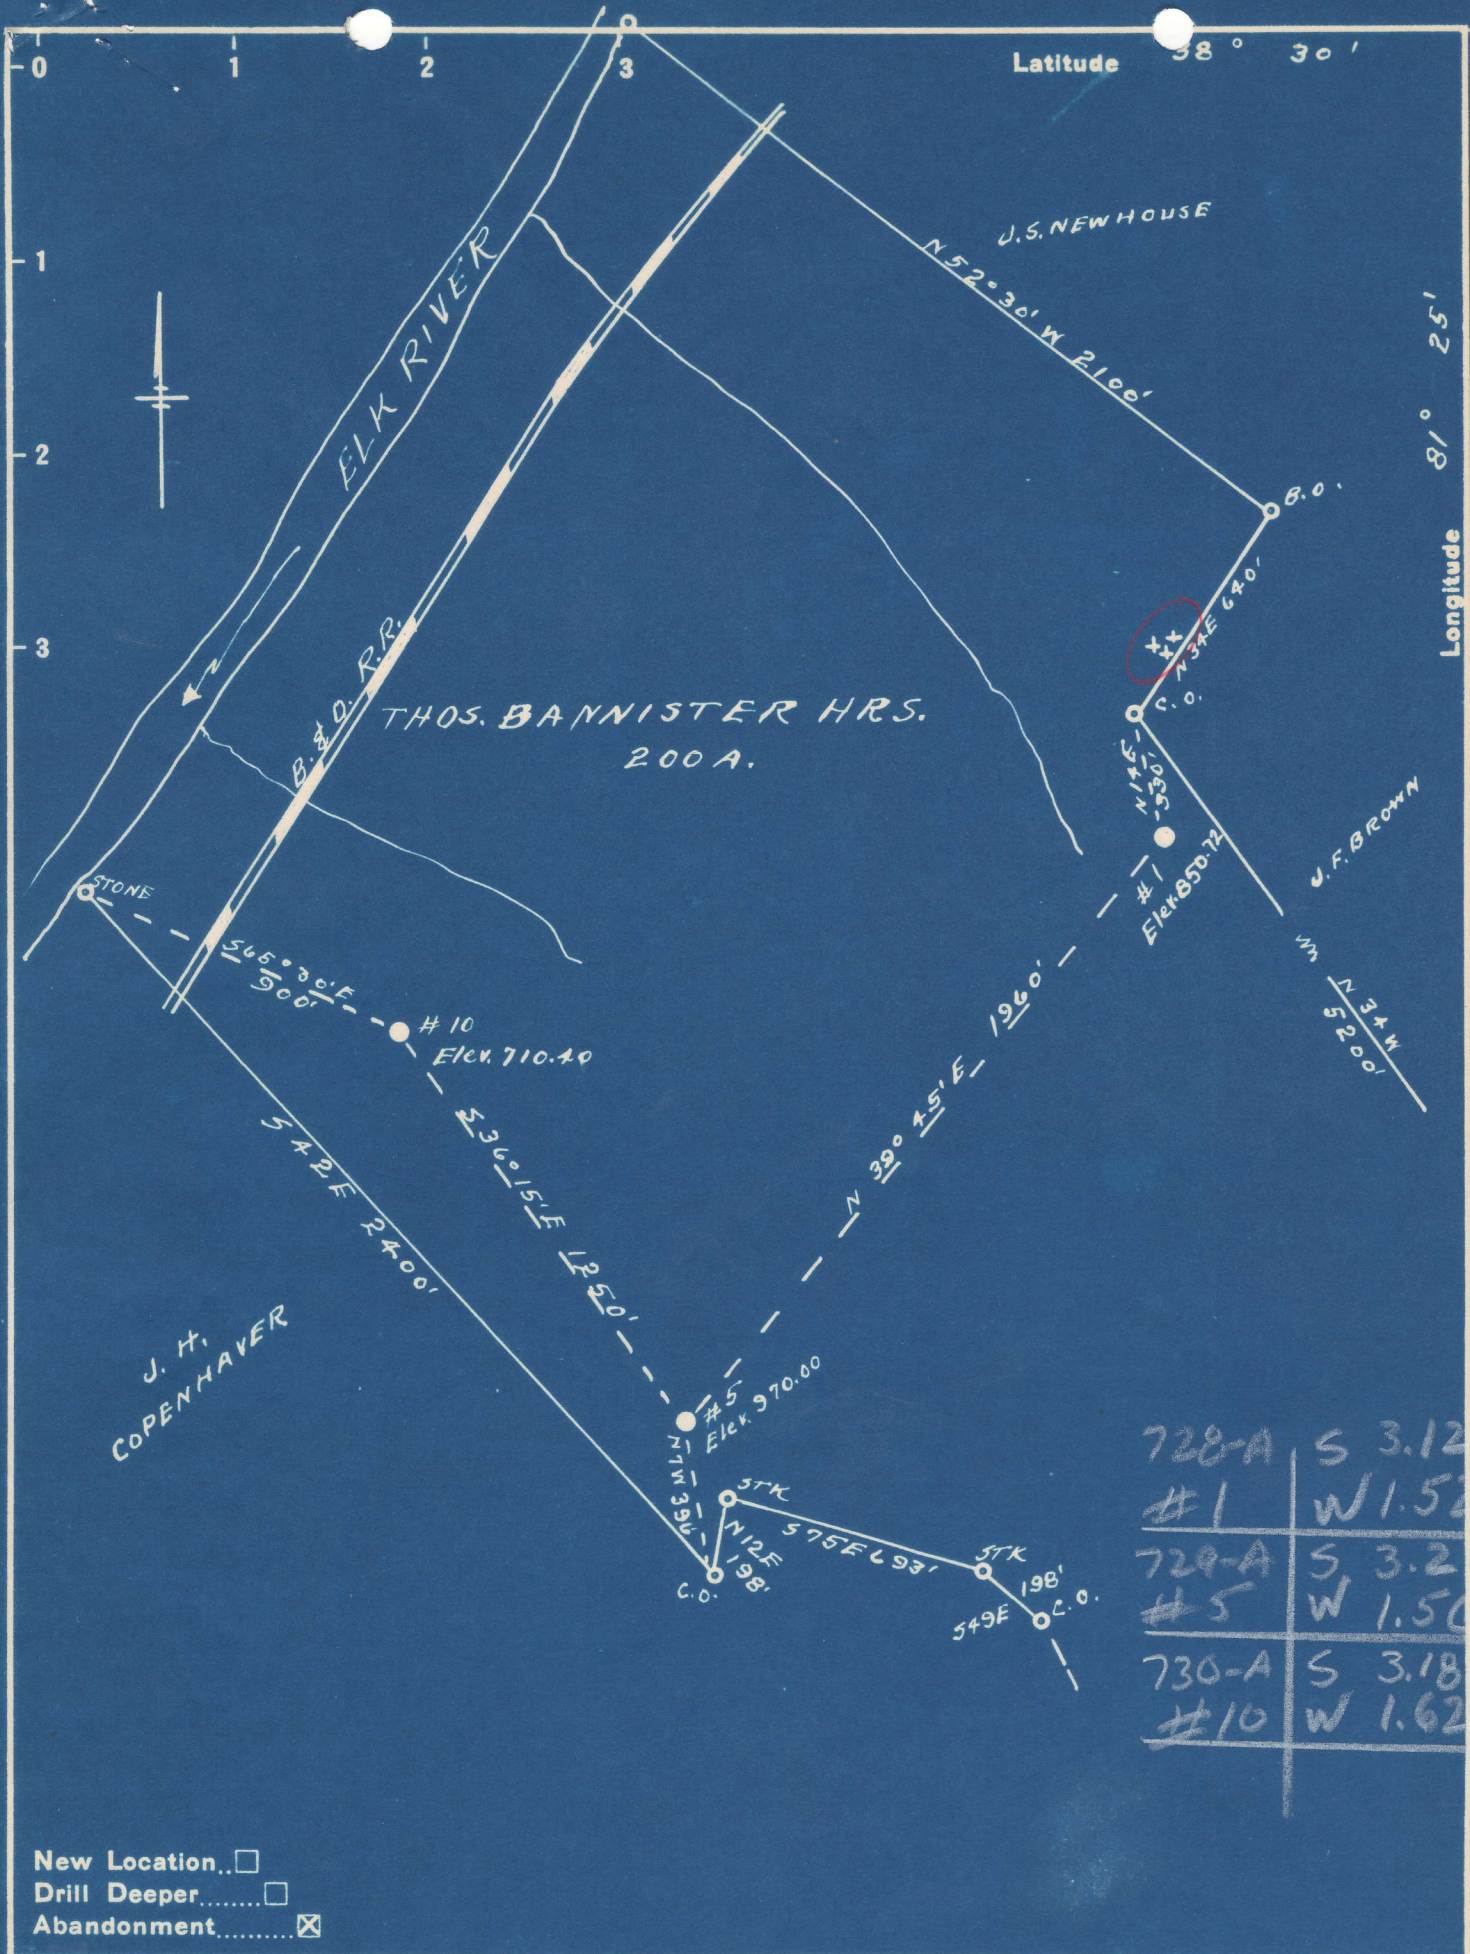 0 1 2 3 Latitude 38° 30'
1
2
3
81° 25'
Longitude
J.S. NEWHOUSE
N52°30'W 2100'
ELK RIVER
B.O.
N34E 640'
B.&O. R.R.
THOS. BANNISTER HRS.
200 A.
C.O.
N14E
330'
#1
Elev. 850.72
J.F. BROWN
STONE
S65°30'E
900'
#10
Elev. 710.40
1960'
N 39° 45' E
N34W
5200'
S36°15'E 1250'
S42E 2400'
J. H.
COPENHAVER
#5
Elev. 970.00
N7W 396'
STK
N12E
198'
S75E 693'
STK
198'
C.O.
S49E
C.O.
728-A S 3.12
#1 W 1.52
729-A S 3.2
#5 W 1.50
730-A S 3.18
#10 W 1.62
New Location..☐
Drill Deeper........☐
Abandonment..........☒